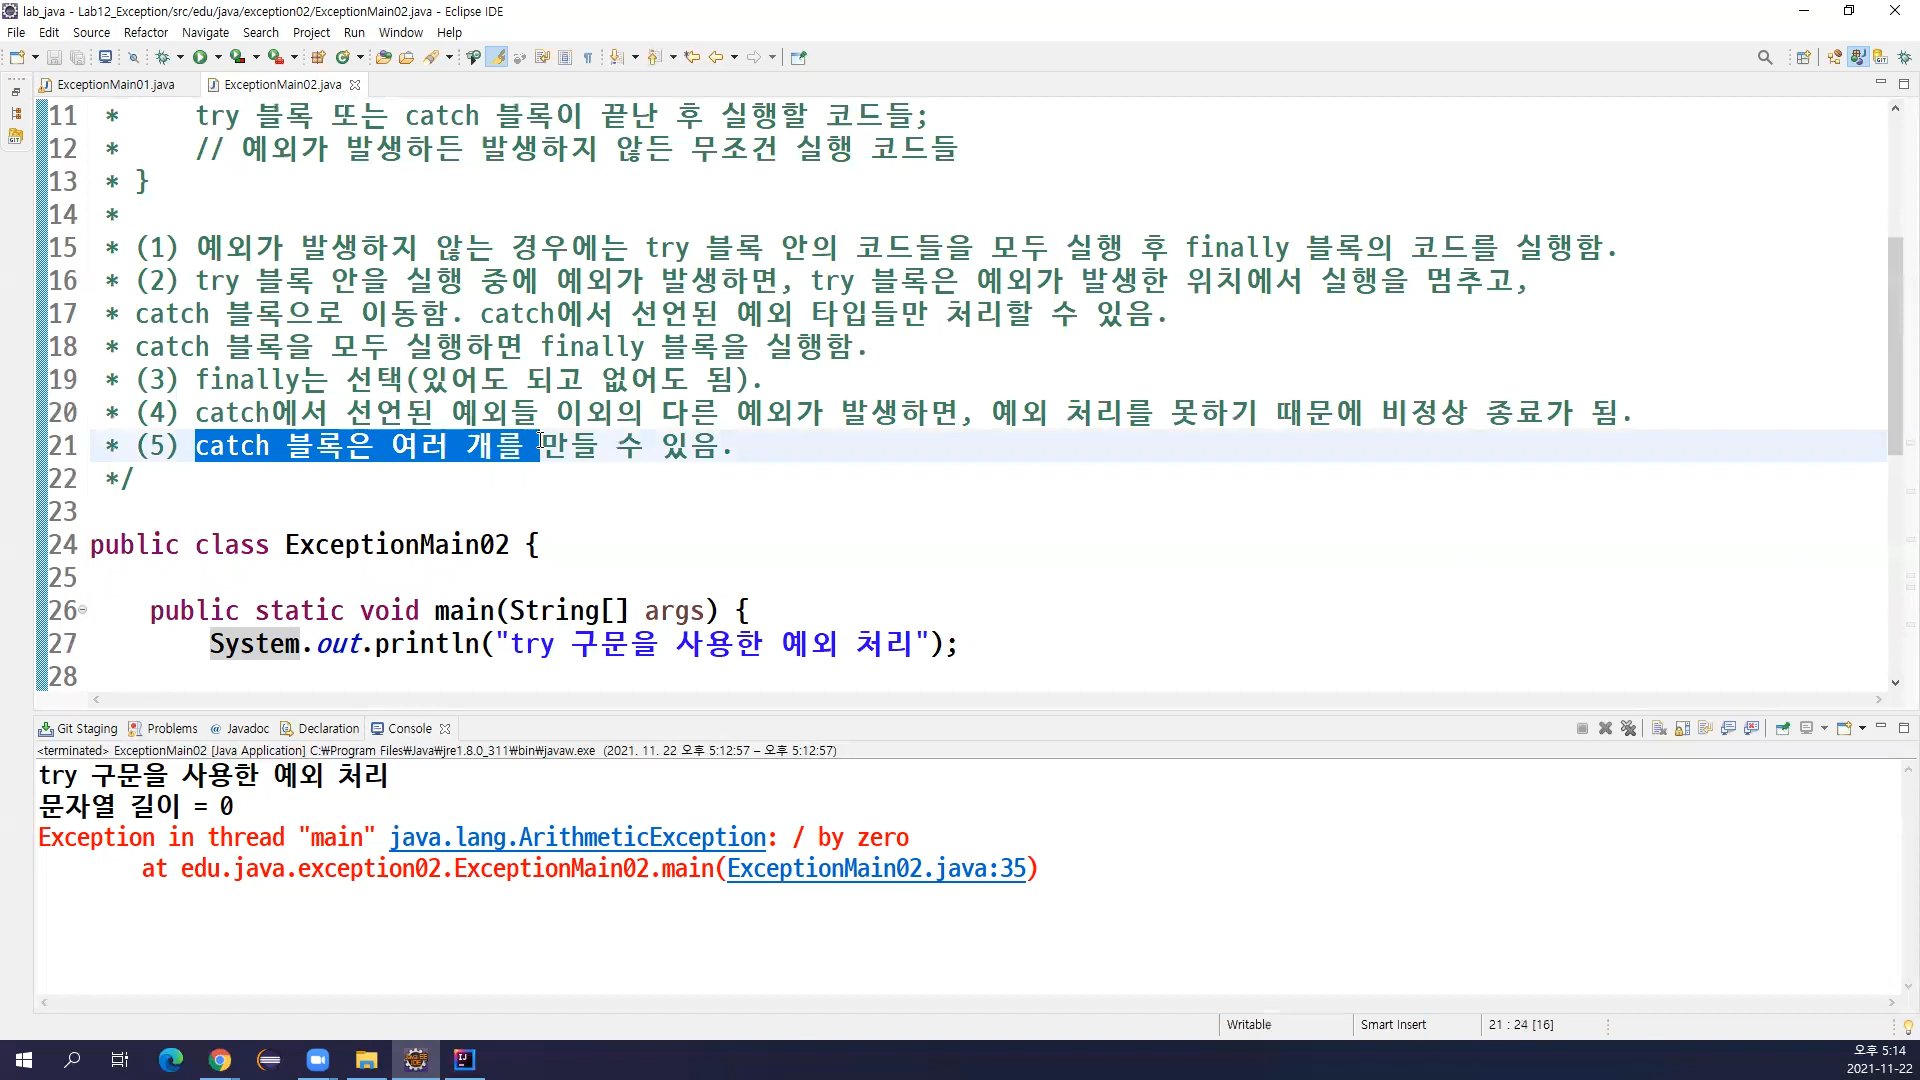 lab_java - Lab12_Exception/src/edu/java/exception02/ExceptionMain02.java - Eclipse IDE
File Edit Source Refactor Navigate Search Project Run Window Help
ExceptionMain01.java ExceptionMain02.java
11 * try 블록 또는 catch 블록이 끝난 후 실행할 코드들;
12 * // 예외가 발생하든 발생하지 않든 무조건 실행 코드들
13 * }
14 *
15 * (1) 예외가 발생하지 않는 경우에는 try 블록 안의 코드들을 모두 실행 후 finally 블록의 코드를 실행함.
16 * (2) try 블록 안을 실행 중에 예외가 발생하면, try 블록은 예외가 발생한 위치에서 실행을 멈추고,
17 * catch 블록으로 이동함. catch에서 선언된 예외 타입들만 처리할 수 있음.
18 * catch 블록을 모두 실행하면 finally 블록을 실행함.
19 * (3) finally는 선택(있어도 되고 없어도 됨).
20 * (4) catch에서 선언된 예외들 이외의 다른 예외가 발생하면, 예외 처리를 못하기 때문에 비정상 종료가 됨.
21 * (5) catch 블록은 여러 개를 만들 수 있음.
22 */
23
24 public class ExceptionMain02 {
25
26 public static void main(String[] args) {
27 System.out.println("try 구문을 사용한 예외 처리");
28
Git Staging Problems @ Javadoc Declaration Console
<terminated> ExceptionMain02 [Java Application] C:₩Program Files₩Java₩jre1.8.0_311₩bin₩javaw.exe (2021. 11. 22 오후 5:12:57 – 오후 5:12:57)
try 구문을 사용한 예외 처리
문자열 길이 = 0
Exception in thread "main" java.lang.ArithmeticException: / by zero
at edu.java.exception02.ExceptionMain02.main(ExceptionMain02.java:35)
Writable Smart Insert 21 : 24 [16]
오후 5:14
2021-11-22